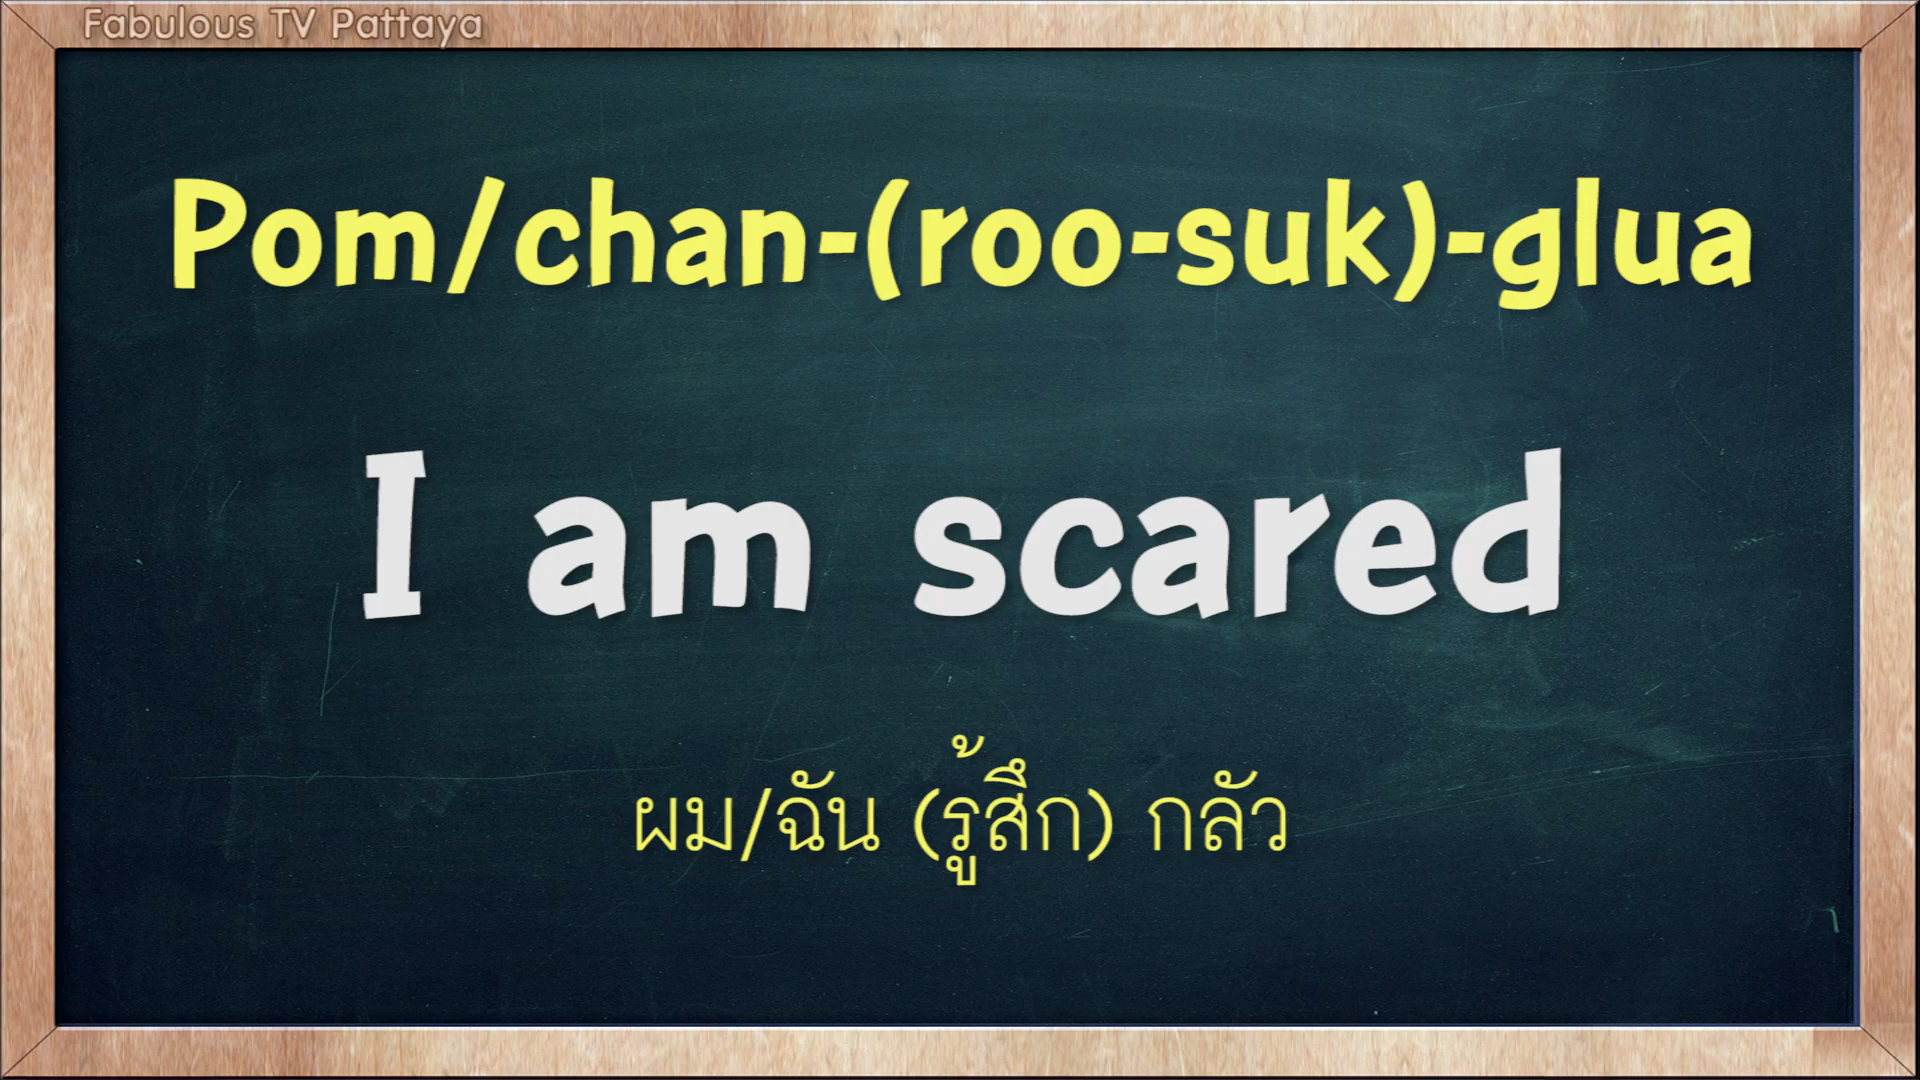 Fabulous TV Pattaya
Pom/chan-(roo-suk)-glua
I am scared
ผม/ฉัน (รู้สึก) กลัว